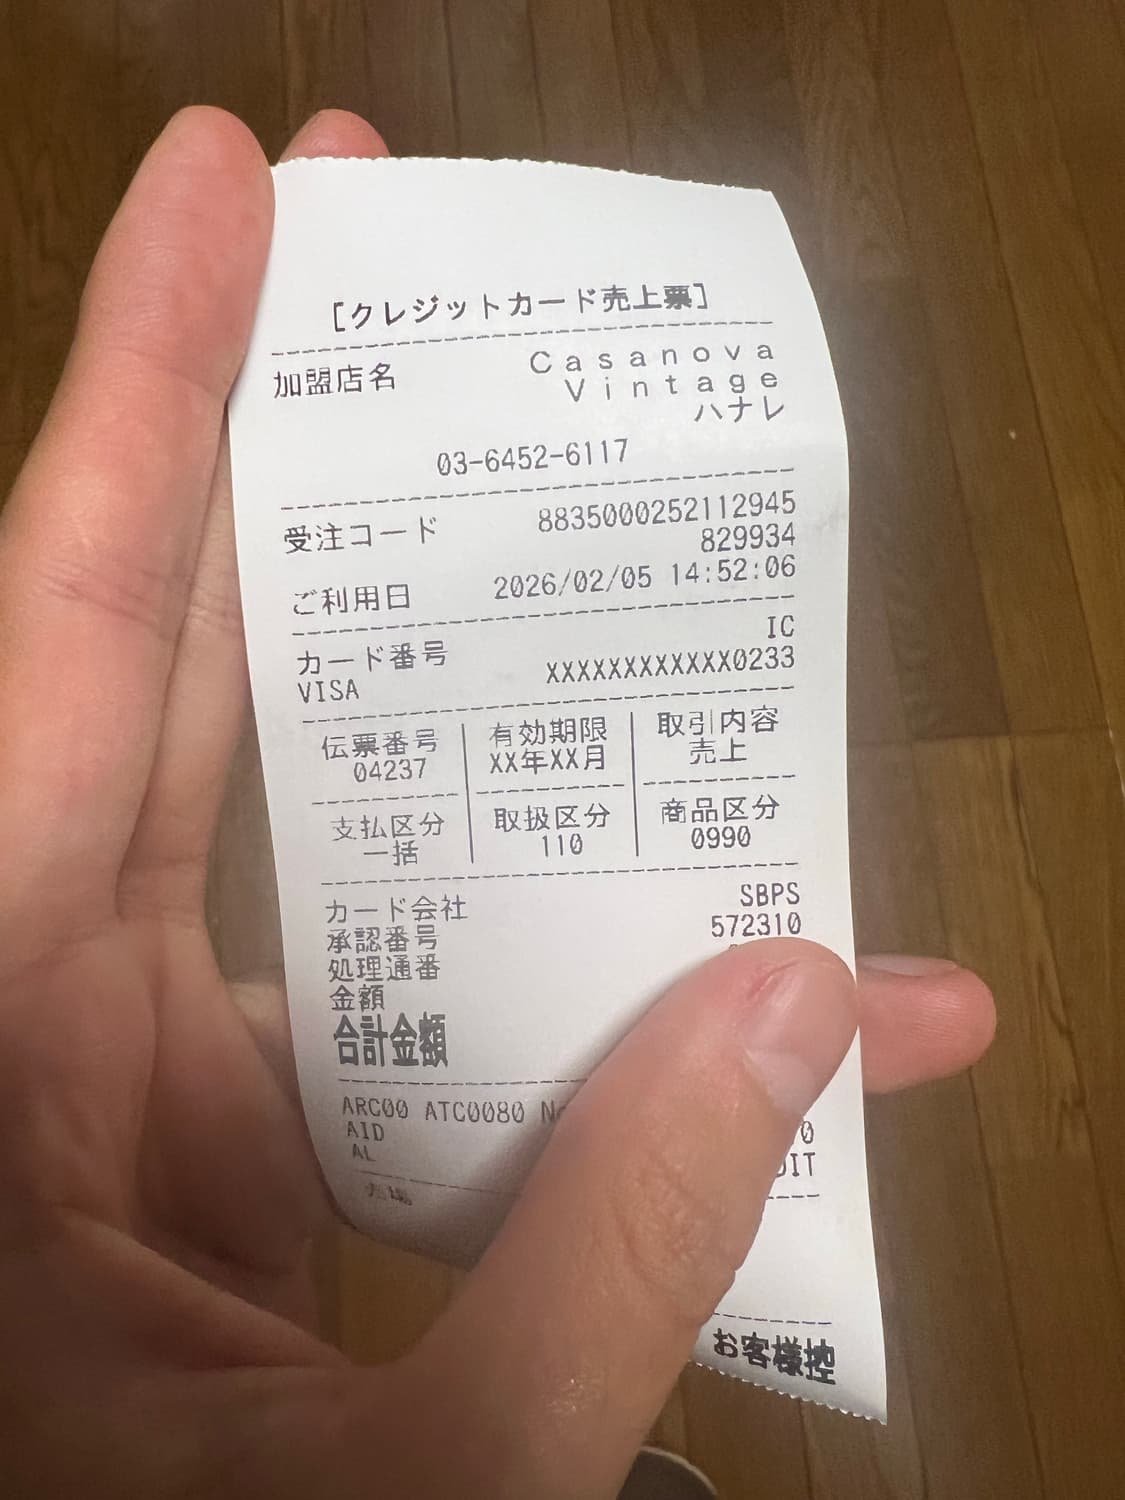 [クレジットカード売上票]
加盟店名 Casanova
Vintage
ハナレ
03-6452-6117
受注コード 8835000252112945
829934
ご利用日 2026/02/05 14:52:06
カード番号 IC
VISA XXXXXXXXXXXX0233
伝票番号 有効期限 取引内容
04237 XX年XX月 売上
支払区分 取扱区分 商品区分
一括 110 0990
カード会社 SBPS
承認番号 572310
処理通番
金額
合計金額
ARC00 ATC0080
AID
AL
お客様控